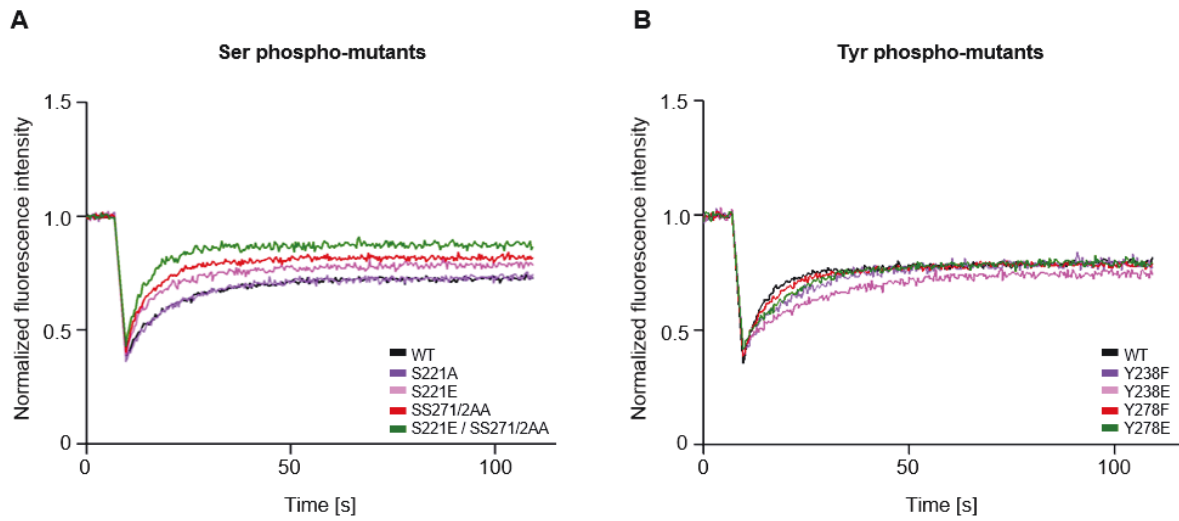 A
Ser phospho-mutants
Normalized fluorescence intensity
1.5
1.0
0.5
0
0
50
100
Time [s]
WT
S221A
S221E
SS271/2AA
S221E / SS271/2AA
B
Tyr phospho-mutants
Normalized fluorescence intensity
1.5
1.0
0.5
0
0
50
100
Time [s]
WT
Y238F
Y238E
Y278F
Y278E